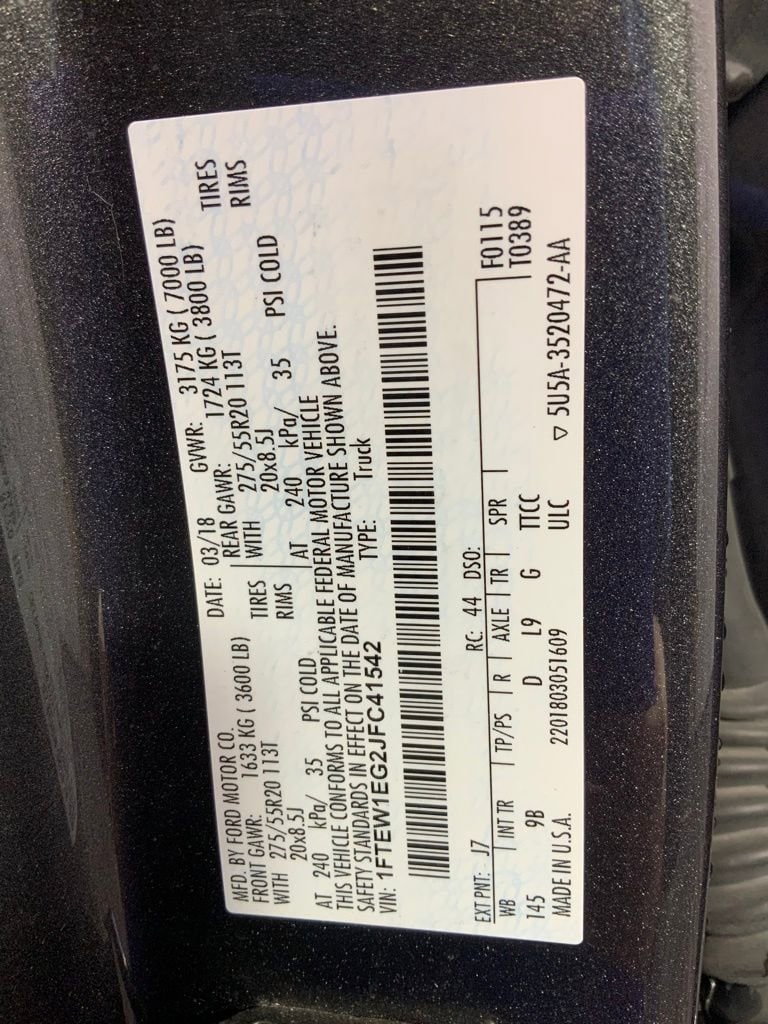 MFD. BY FORD MOTOR CO.
DATE: 03/18 GVWR: 3175 KG ( 7000 LB)
FRONT GAWR: 1633 KG ( 3600 LB) REAR GAWR: 1724 KG ( 3800 LB)
WITH 275/55R20 113T TIRES WITH 275/55R20 113T TIRES
20x8.5J RIMS 20x8.5J RIMS
AT 240 kPa/ 35 PSI COLD AT 240 kPa/ 35 PSI COLD
THIS VEHICLE CONFORMS TO ALL APPLICABLE FEDERAL MOTOR VEHICLE
SAFETY STANDARDS IN EFFECT ON THE DATE OF MANUFACTURE SHOWN ABOVE.
VIN: 1FTEW1EG2JFC41542 TYPE: Truck
EXT PNT: 17 RC: 44 DSO: F0115
WB INT TR TP/PS R AXLE TR SPR T0389
145 9B D L9 G TTCC
ULC
MADE IN U.S.A. 2201803051609 ▽ 5U5A-3520472-AA